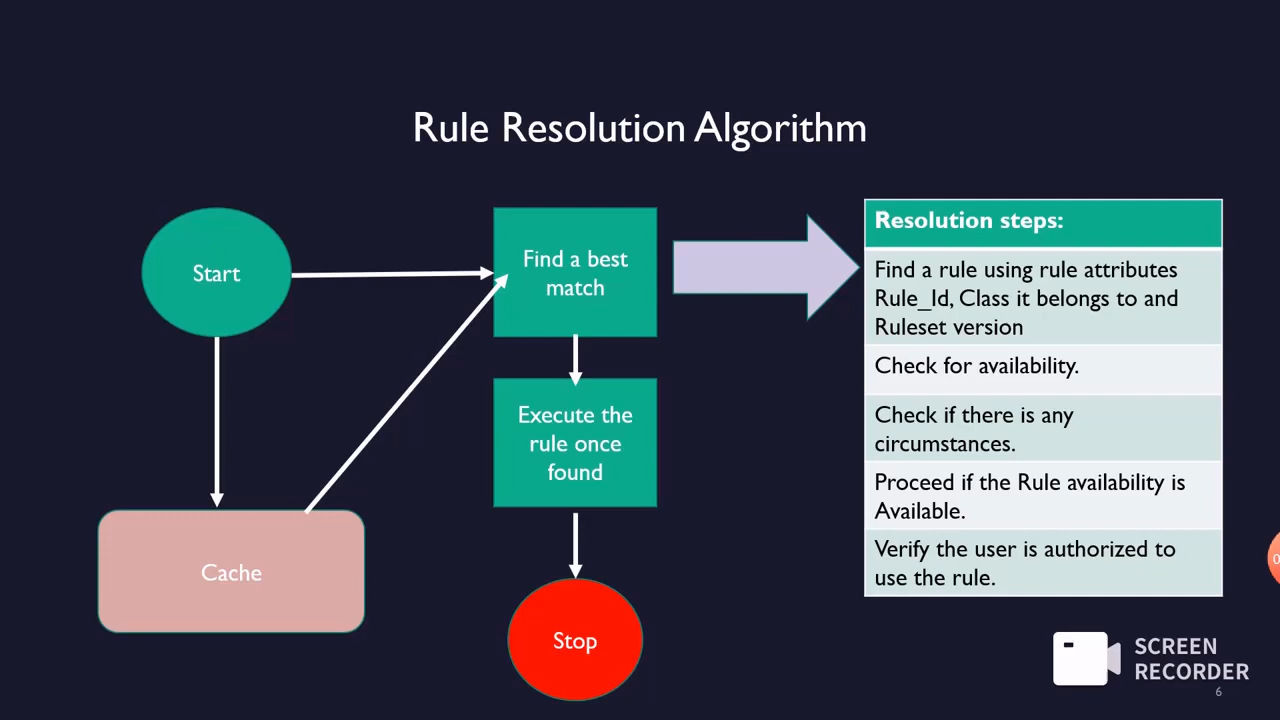 Rule Resolution Algorithm
Start
Find a best
match
Execute the
rule once
found
Cache
Stop
Resolution steps:
Find a rule using rule attributes
Rule_Id, Class it belongs to and
Ruleset version
Check for availability.
Check if there is any
circumstances.
Proceed if the Rule availability is
Available.
Verify the user is authorized to
use the rule.
SCREEN
RECORDER
6